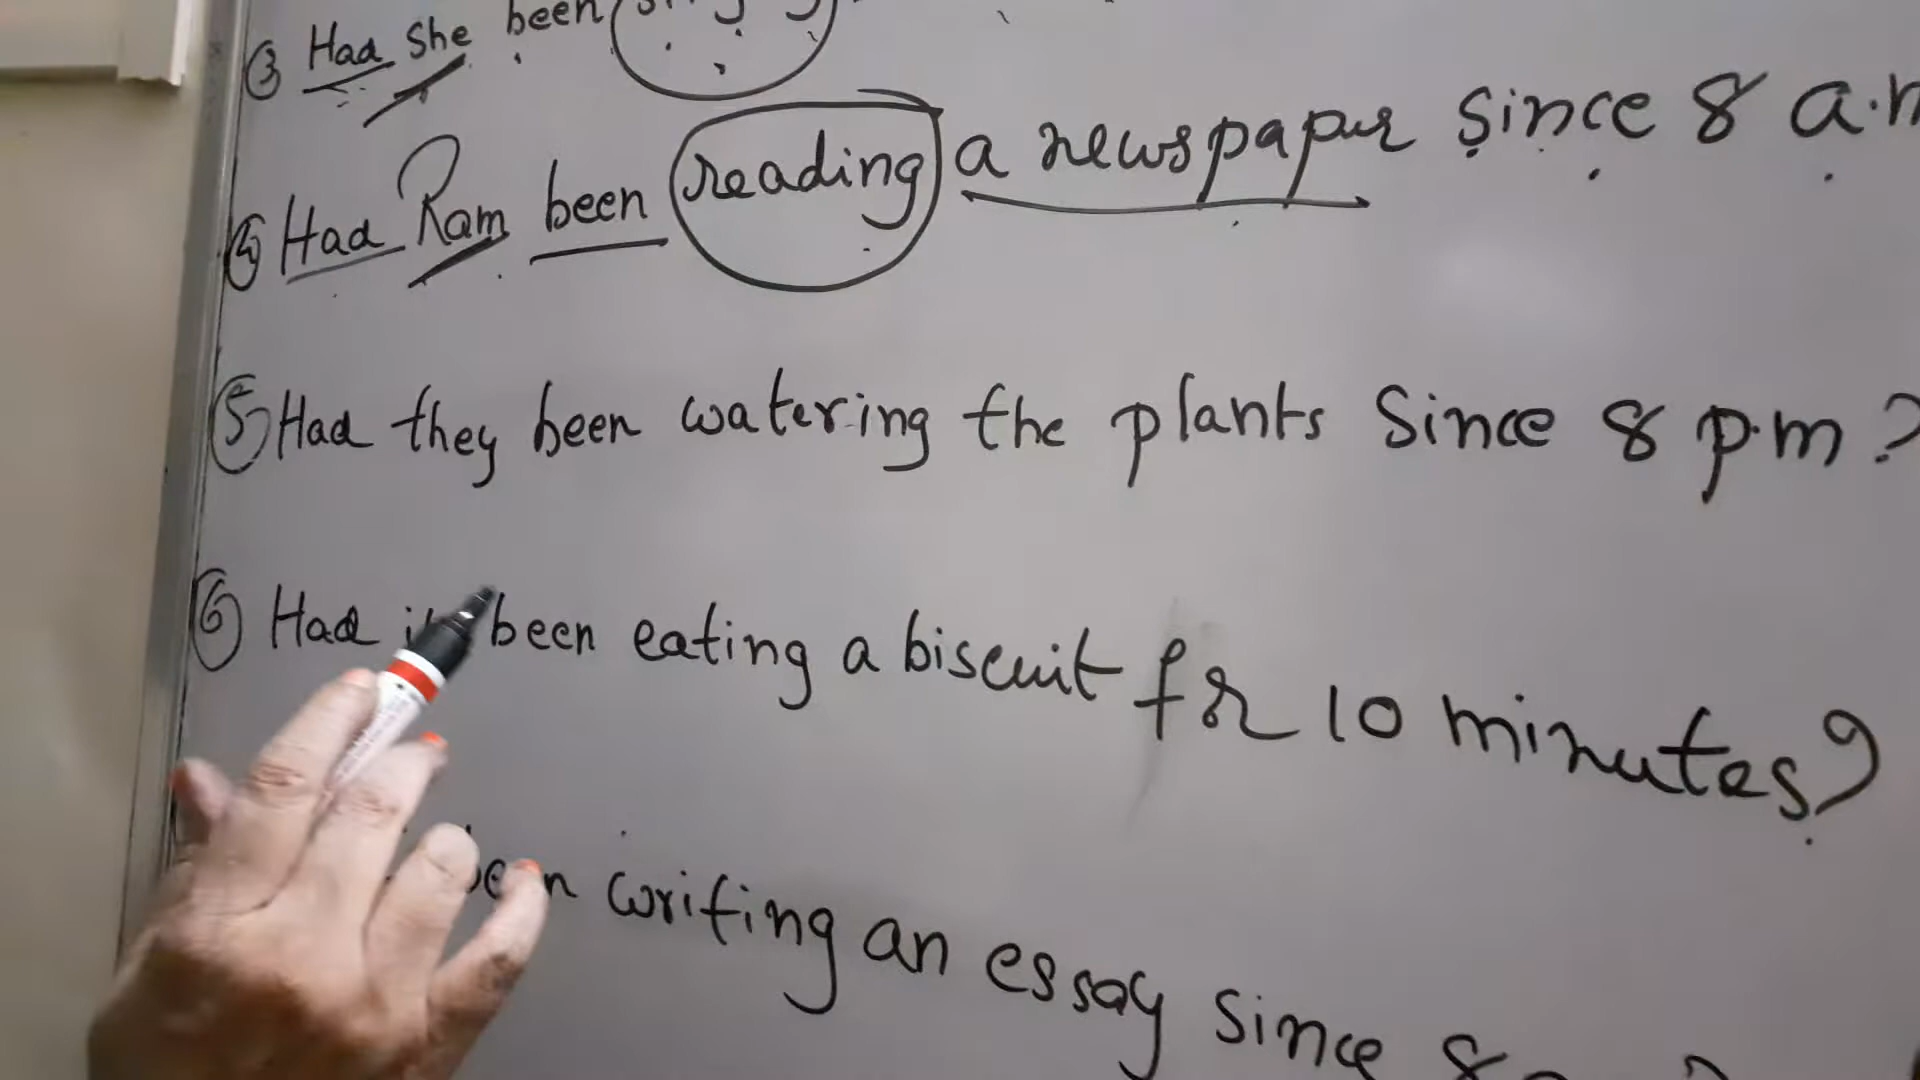 ③ Had She been
④ Had Ram been reading a newspaper since 8 a.
⑤ Had they been watering the plants Since 8 p.m?
⑥ Had it been eating a biscuit for 10 minutes?
been writing an essay since 8